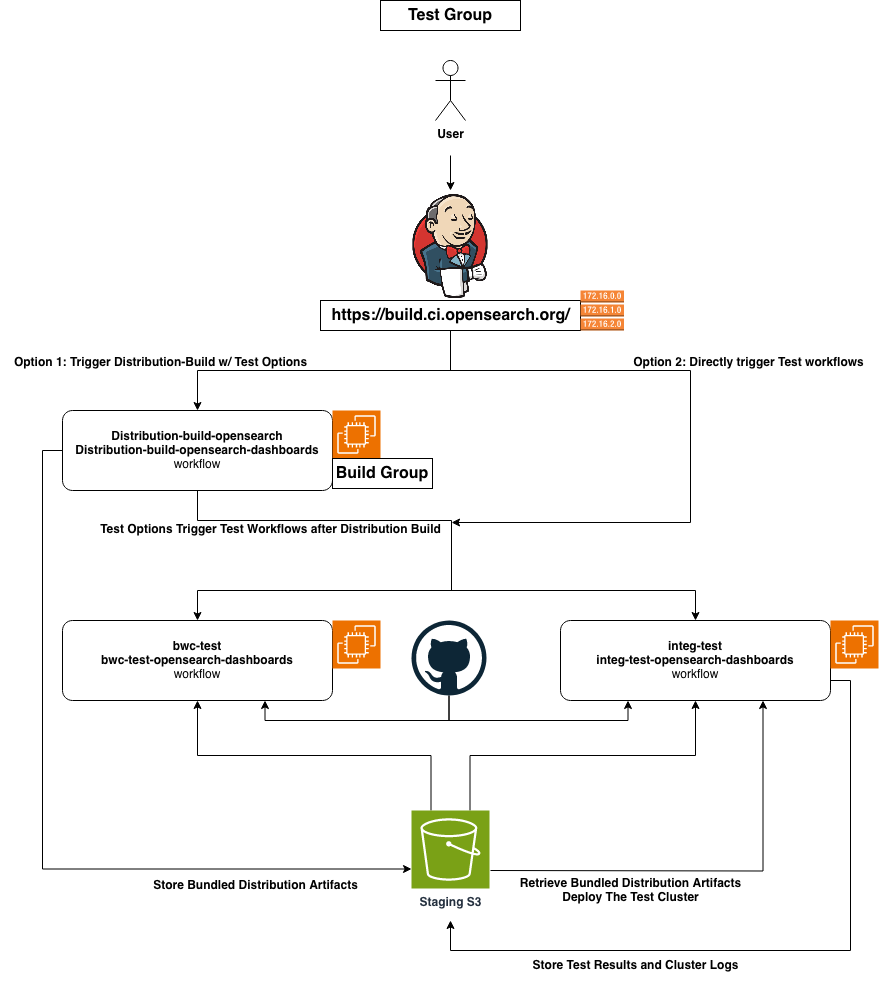 Test Group
User
https://build.ci.opensearch.org/
172.16.0.0
172.16.1.0
172.16.2.0
Option 1: Trigger Distribution-Build w/ Test Options
Option 2: Directly trigger Test workflows
Distribution-build-opensearch
Distribution-build-opensearch-dashboards
workflow
Build Group
Test Options Trigger Test Workflows after Distribution Build
bwc-test
bwc-test-opensearch-dashboards
workflow
integ-test
integ-test-opensearch-dashboards
workflow
Store Bundled Distribution Artifacts
Staging S3
Retrieve Bundled Distribution Artifacts
Deploy The Test Cluster
Store Test Results and Cluster Logs